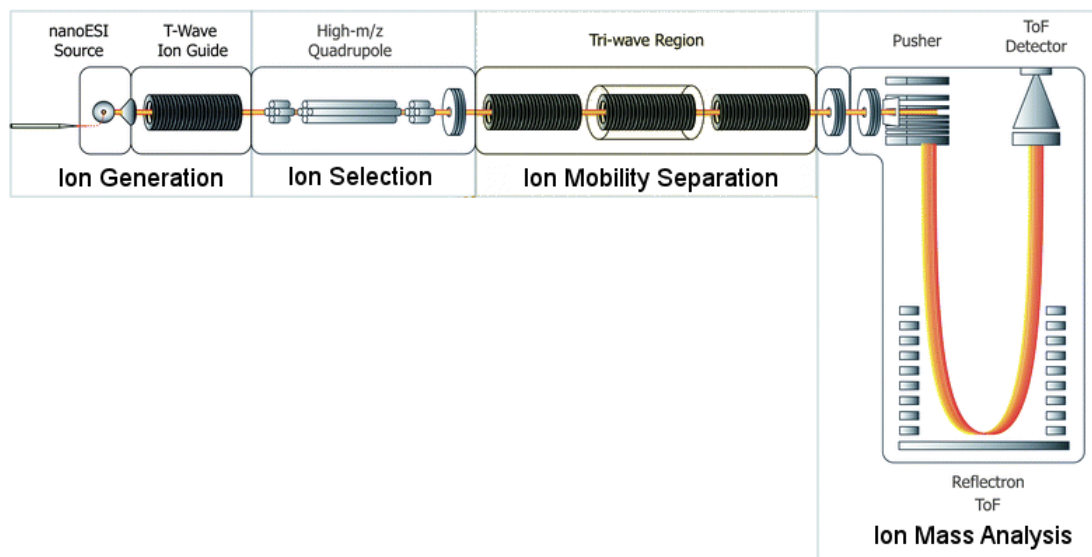 nanoESI
Source
T-Wave
Ion Guide
High-m/z
Quadrupole
Tri-wave Region
Pusher
ToF
Detector
Ion Generation
Ion Selection
Ion Mobility Separation
Reflectron
ToF
Ion Mass Analysis